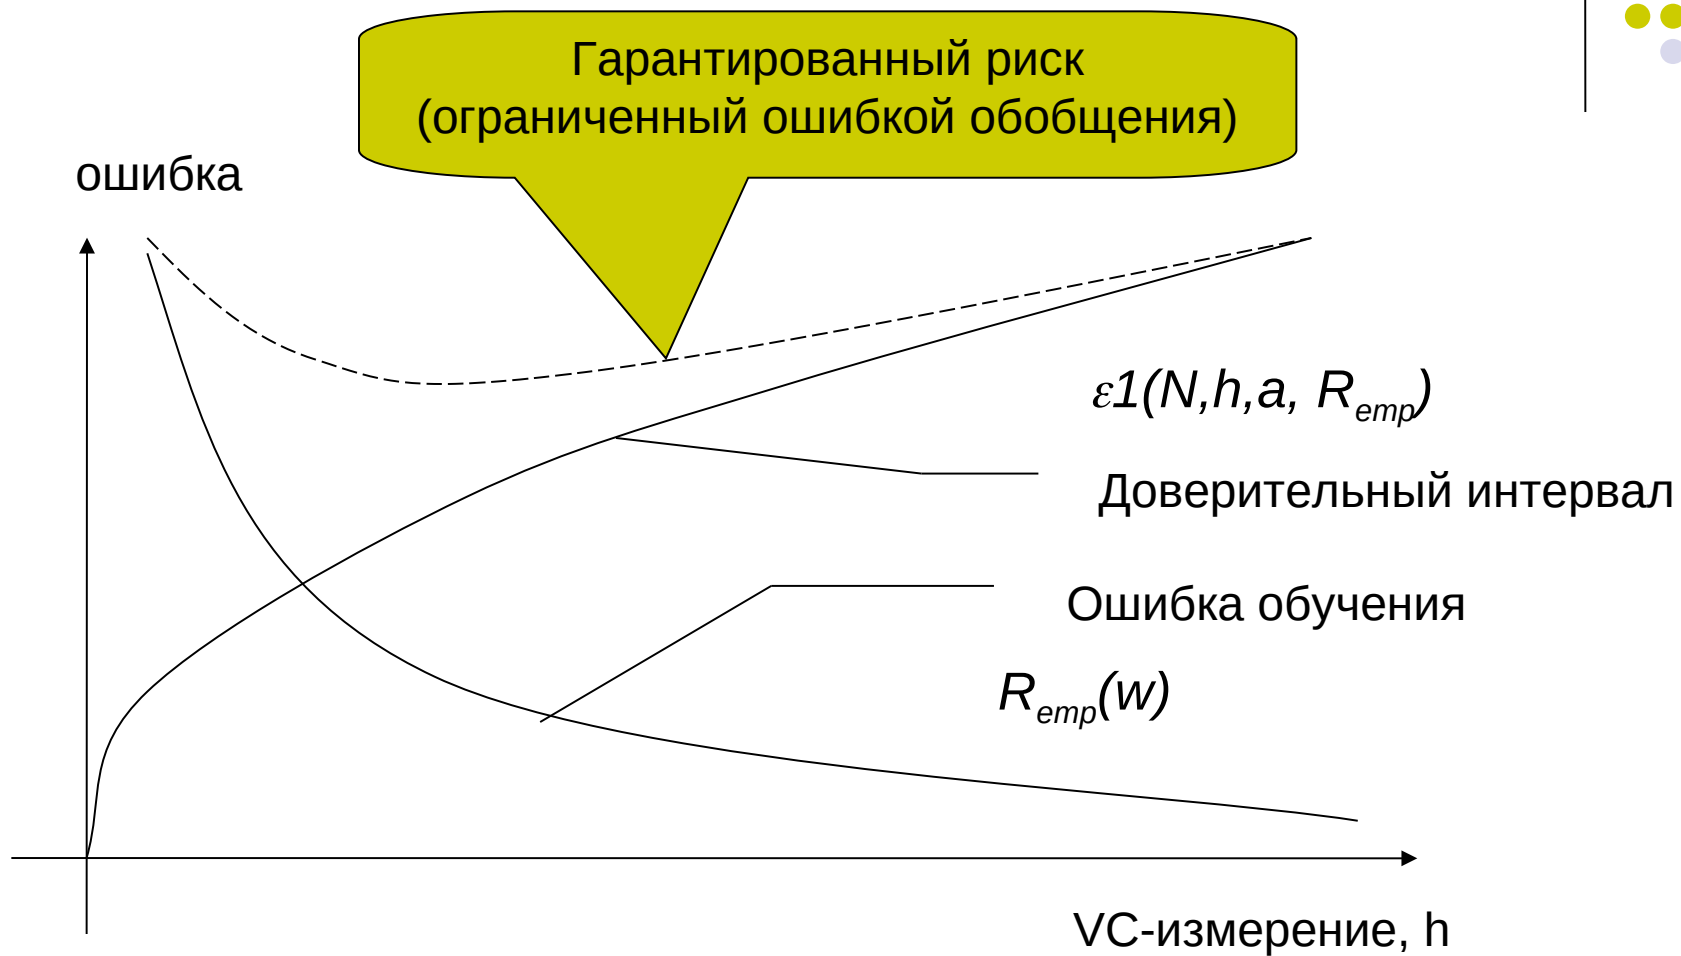 Гарантированный риск
(ограниченный ошибкой обобщения)
ошибка
ε1(N,h,a, Remp)
Доверительный интервал
Ошибка обучения
Remp(w)
VC-измерение, h